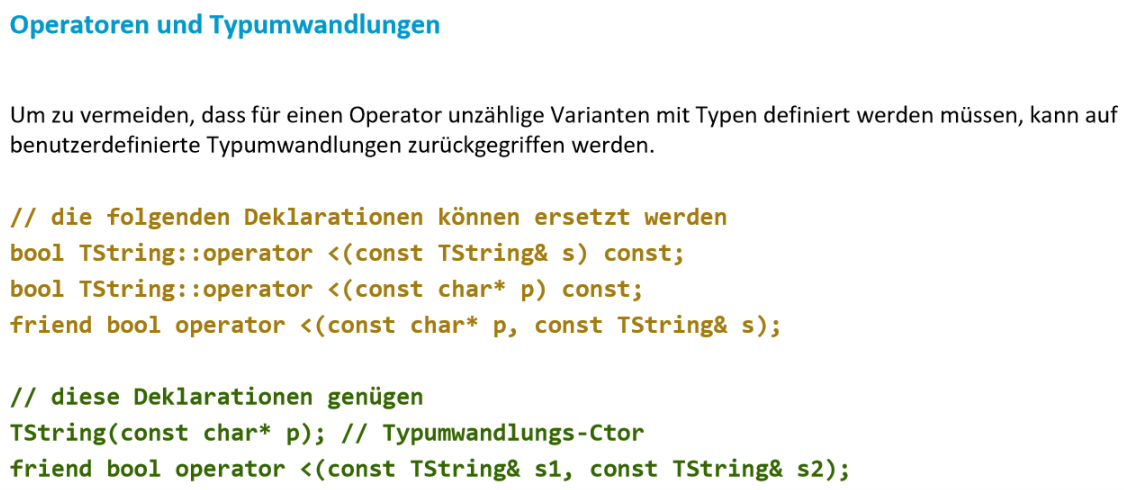 Operatoren und Typumwandlungen
Um zu vermeiden, dass für einen Operator unzählige Varianten mit Typen definiert werden müssen, kann auf
benutzerdefinierte Typumwandlungen zurückgegriffen werden.
// die folgenden Deklarationen können ersetzt werden
bool TString::operator <(const TString& s) const;
bool TString::operator <(const char* p) const;
friend bool operator <(const char* p, const TString& s);
// diese Deklarationen genügen
TString(const char* p); // Typumwandlungs-Ctor
friend bool operator <(const TString& s1, const TString& s2);